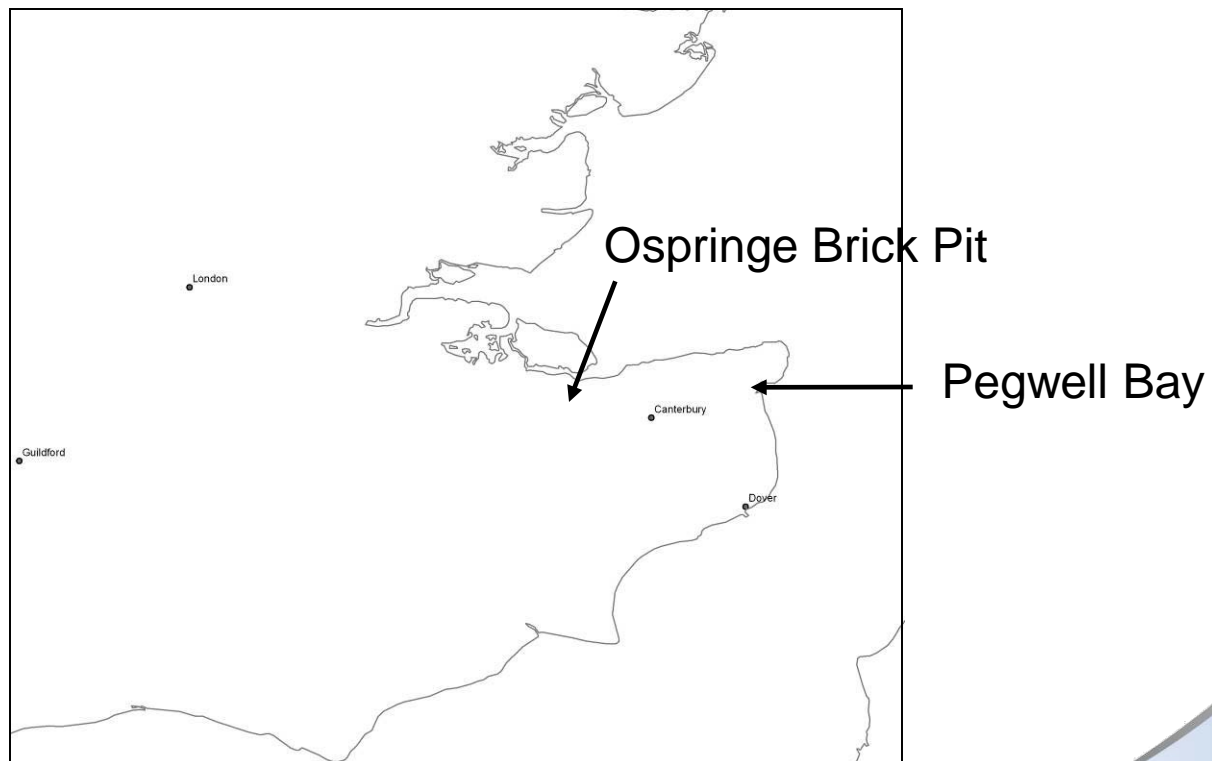 Ospringe Brick Pit
London
Pegwell Bay
Canterbury
Guildford
Dover